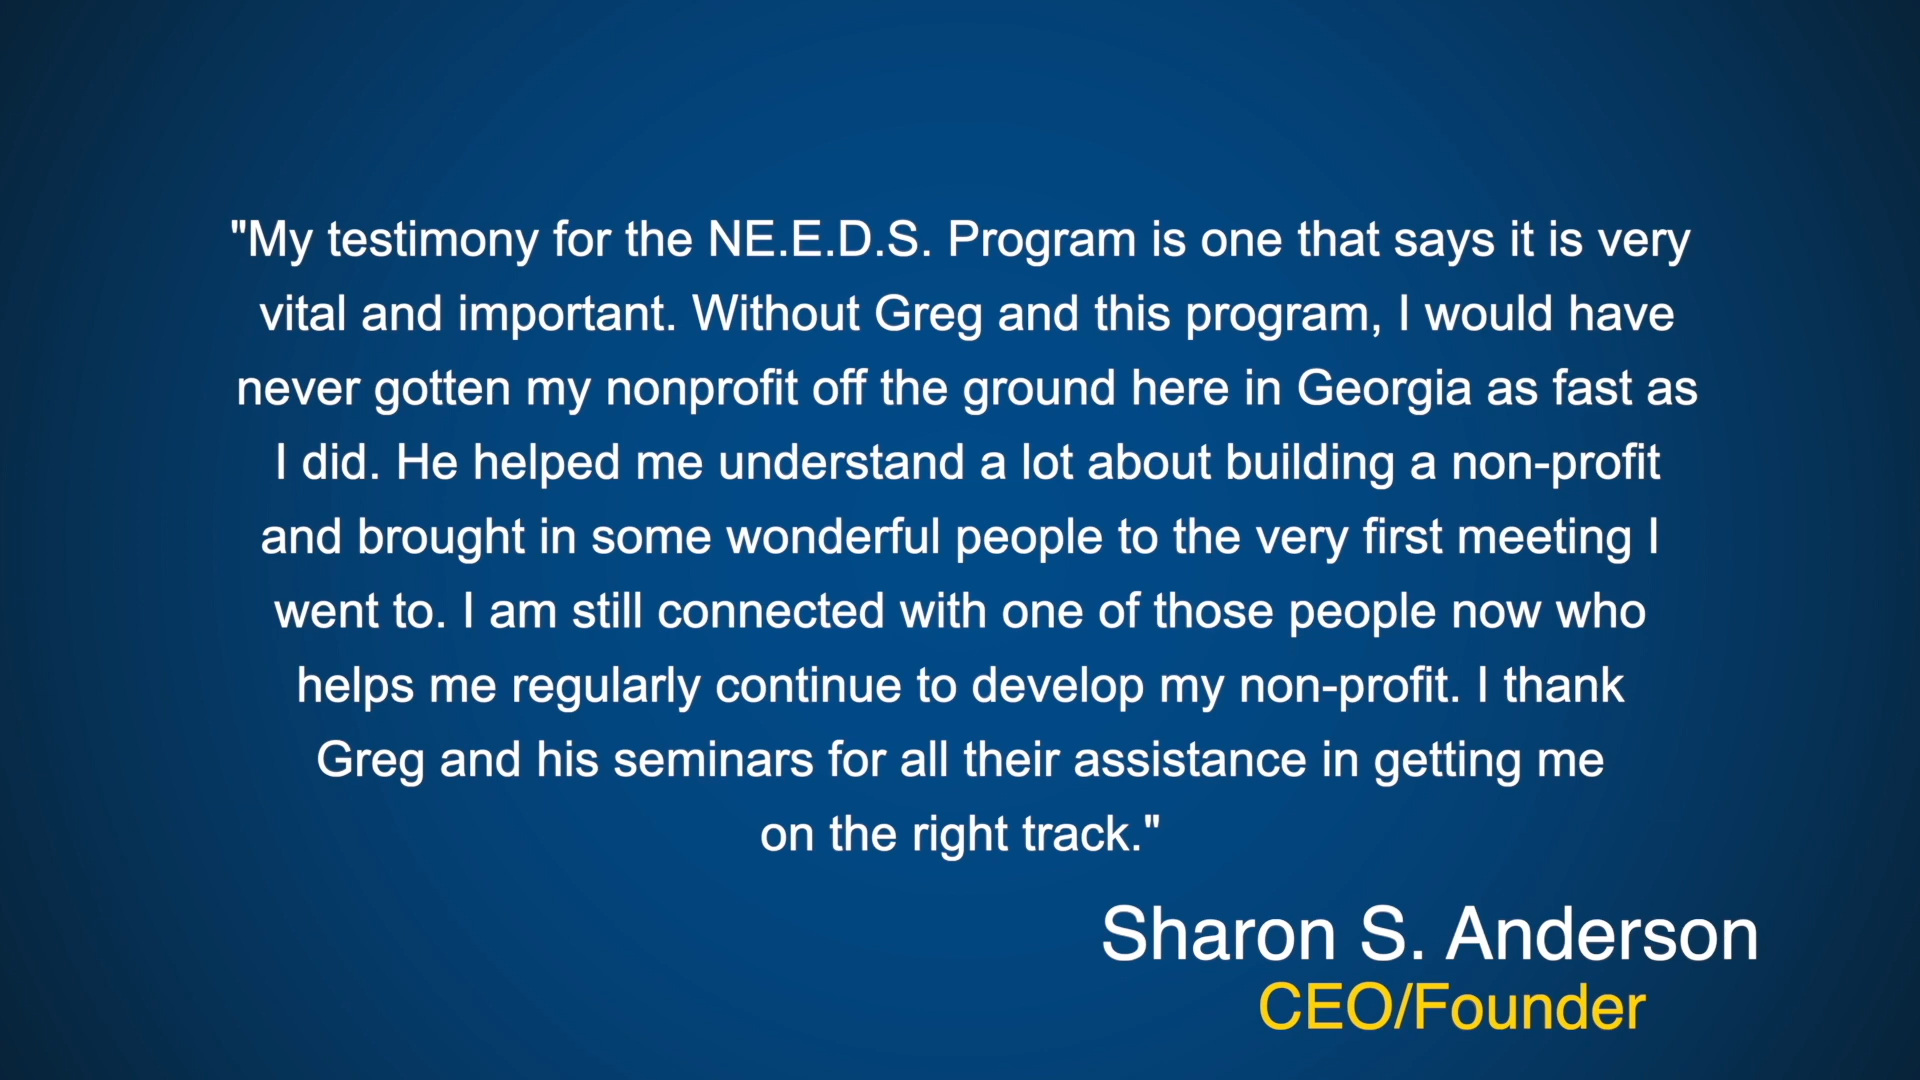 "My testimony for the NE.E.D.S. Program is one that says it is very
vital and important. Without Greg and this program, I would have
never gotten my nonprofit off the ground here in Georgia as fast as
I did. He helped me understand a lot about building a non-profit
and brought in some wonderful people to the very first meeting I
went to. I am still connected with one of those people now who
helps me regularly continue to develop my non-profit. I thank
Greg and his seminars for all their assistance in getting me
on the right track."
Sharon S. Anderson
CEO/Founder